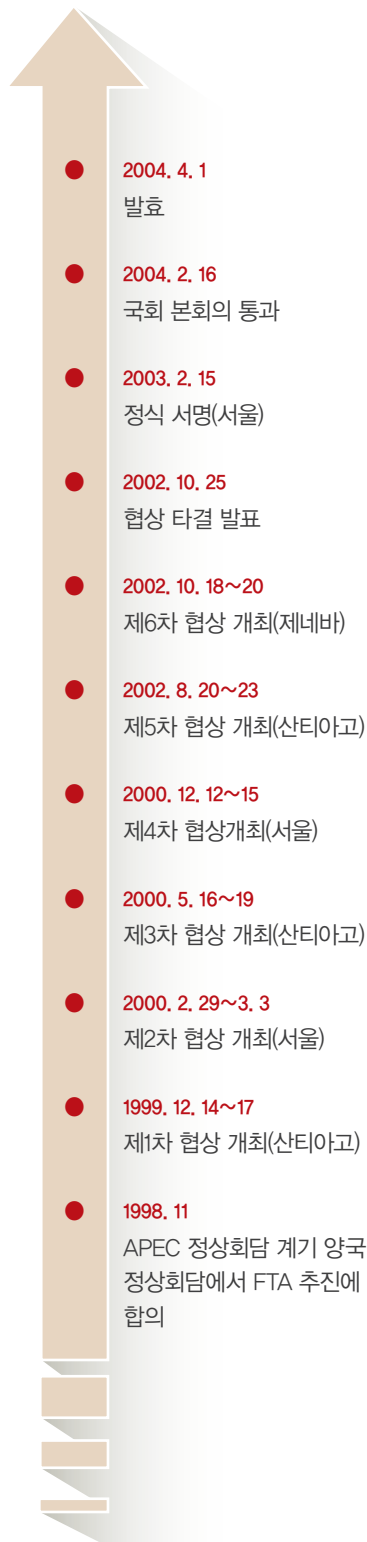 2004. 4. 1
발효
2004. 2. 16
국회 본회의 통과
2003. 2. 15
정식 서명(서울)
2002. 10. 25
협상 타결 발표
2002. 10. 18~20
제6차 협상 개최(제네바)
2002. 8. 20~23
제5차 협상 개최(산티아고)
2000. 12. 12~15
제4차 협상개최(서울)
2000. 5. 16~19
제3차 협상 개최(산티아고)
2000. 2. 29~3. 3
제2차 협상 개최(서울)
1999. 12. 14~17
제1차 협상 개최(산티아고)
1998. 11
APEC 정상회담 계기 양국
정상회담에서 FTA 추진에
합의